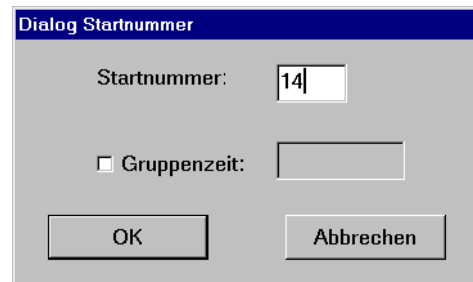 Dialog Startnummer
Startnummer: 14
Gruppenzeit:
OK Abbrechen